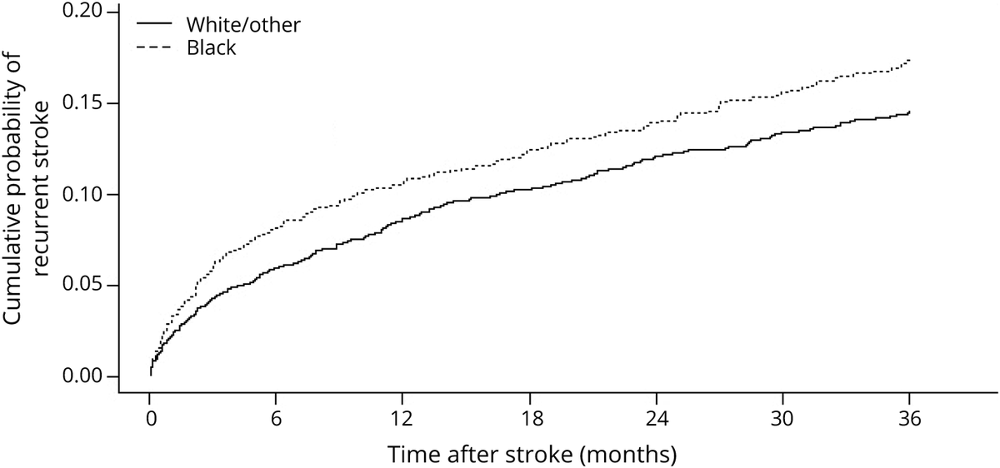 0.20
White/other
Black
0.15
0.10
0.05
0.00
Cumulative probability of
recurrent stroke
0 6 12 18 24 30 36
Time after stroke (months)